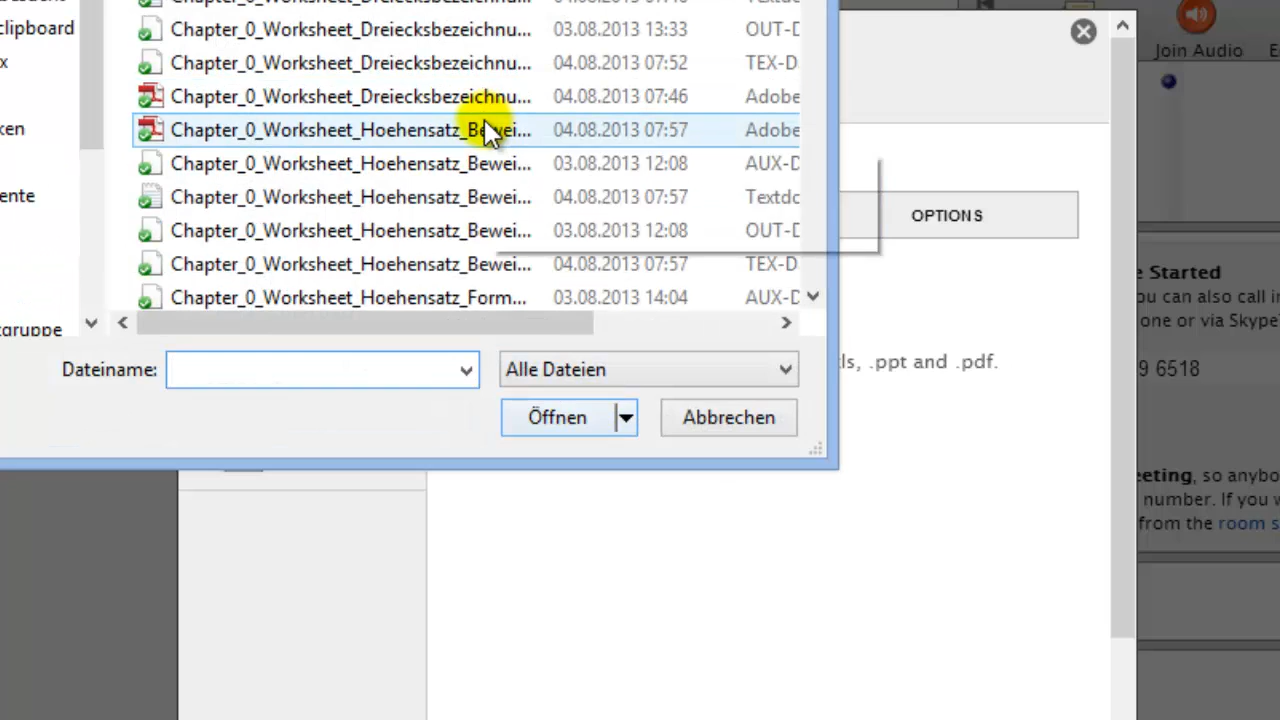 clipboard
Join Audio
Chapter_0_Worksheet_Dreiecksbezeichnu... 03.08.2013 13:33 OUT-D
Chapter_0_Worksheet_Dreiecksbezeichnu... 04.08.2013 07:52 TEX-D
x
Chapter_0_Worksheet_Dreiecksbezeichnu... 04.08.2013 07:46 Adobe
ken
Chapter_0_Worksheet_Hoehensatz_Bewei... 04.08.2013 07:57 Adobe
Chapter_0_Worksheet_Hoehensatz_Bewei... 03.08.2013 12:08 AUX-D
ente
Chapter_0_Worksheet_Hoehensatz_Bewei... 04.08.2013 07:57 Textdo
OPTIONS
Chapter_0_Worksheet_Hoehensatz_Bewei... 03.08.2013 12:08 OUT-D
Chapter_0_Worksheet_Hoehensatz_Bewei... 04.08.2013 07:57 TEX-D
e Started
Chapter_0_Worksheet_Hoehensatz_Form... 03.08.2013 14:04 AUX-D
ou can also call in
one or via Skype
zgruppe
Dateiname:
Alle Dateien
ls, .ppt and .pdf.
9 6518
Öffnen
Abbrechen
eeting, so anybo
number. If you w
from the room s